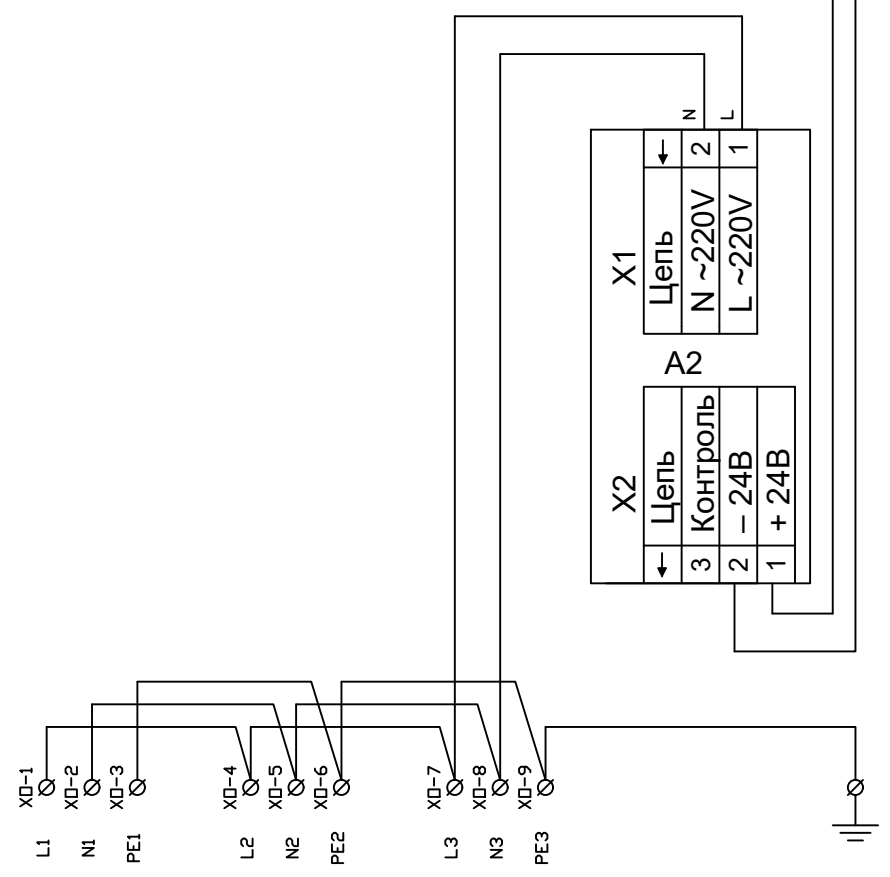 N
L
X1
Цепь
2
N ~220V
1
L ~220V
A2
X2
Цепь
3
Контроль
2
– 24В
1
+ 24В
X0-1
X0-2
X0-3
X0-4
X0-5
X0-6
X0-7
X0-8
X0-9
L1
N1
PE1
L2
N2
PE2
L3
N3
PE3